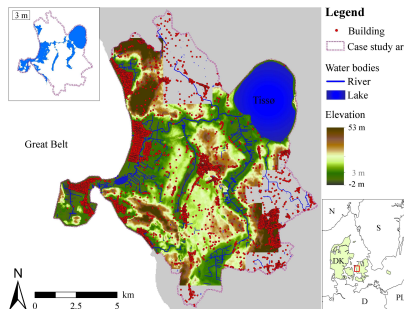 3 m
Legend
Building
Case study ar
Water bodies
River
Lake
Elevation
53 m
3 m
-2 m
Tissø
Great Belt
N
0 2.5 5 km
N
S
DK
D
PL